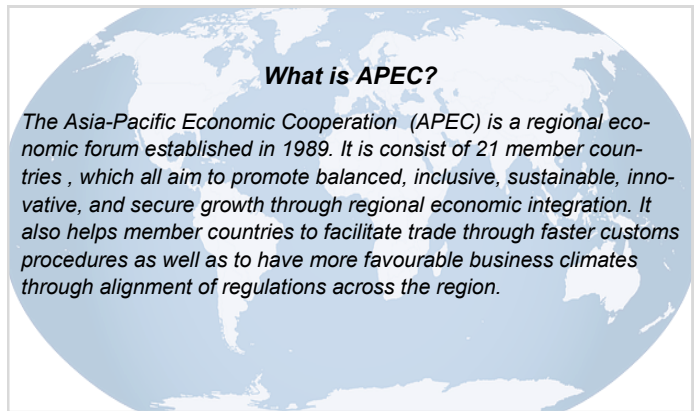 What is APEC?
The Asia-Pacific Economic Cooperation  (APEC) is a regional eco-
nomic forum established in 1989. It is consist of 21 member coun-
tries , which all aim to promote balanced, inclusive, sustainable, inno-
vative, and secure growth through regional economic integration. It
also helps member countries to facilitate trade through faster customs
procedures as well as to have more favourable business climates
through alignment of regulations across the region.